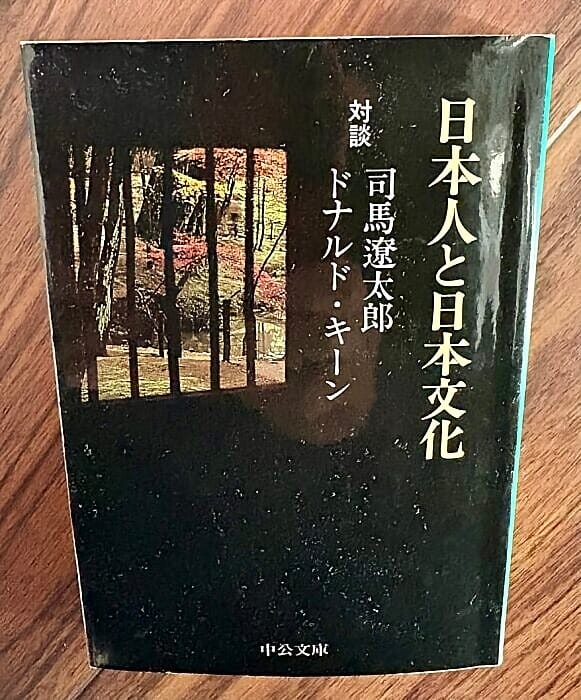 日本人と日本文化
対談
司馬遼太郎
ドナルド・キーン
中公文庫